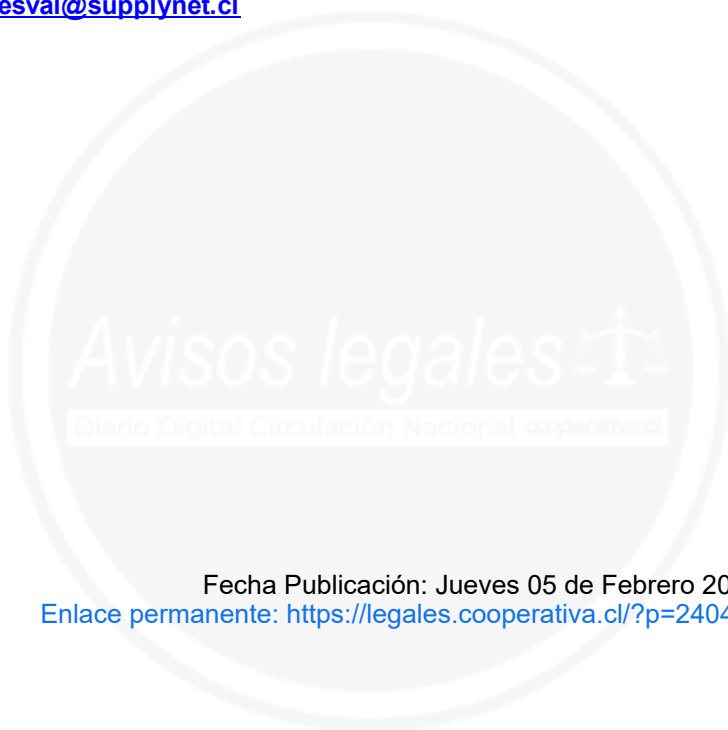 esval@supplynet.cl
Avisos legales
Diario Digital Circulación Nacional cooperativa.cl
Fecha Publicación: Jueves 05 de Febrero 20
Enlace permanente: https://legales.cooperativa.cl/?p=2404